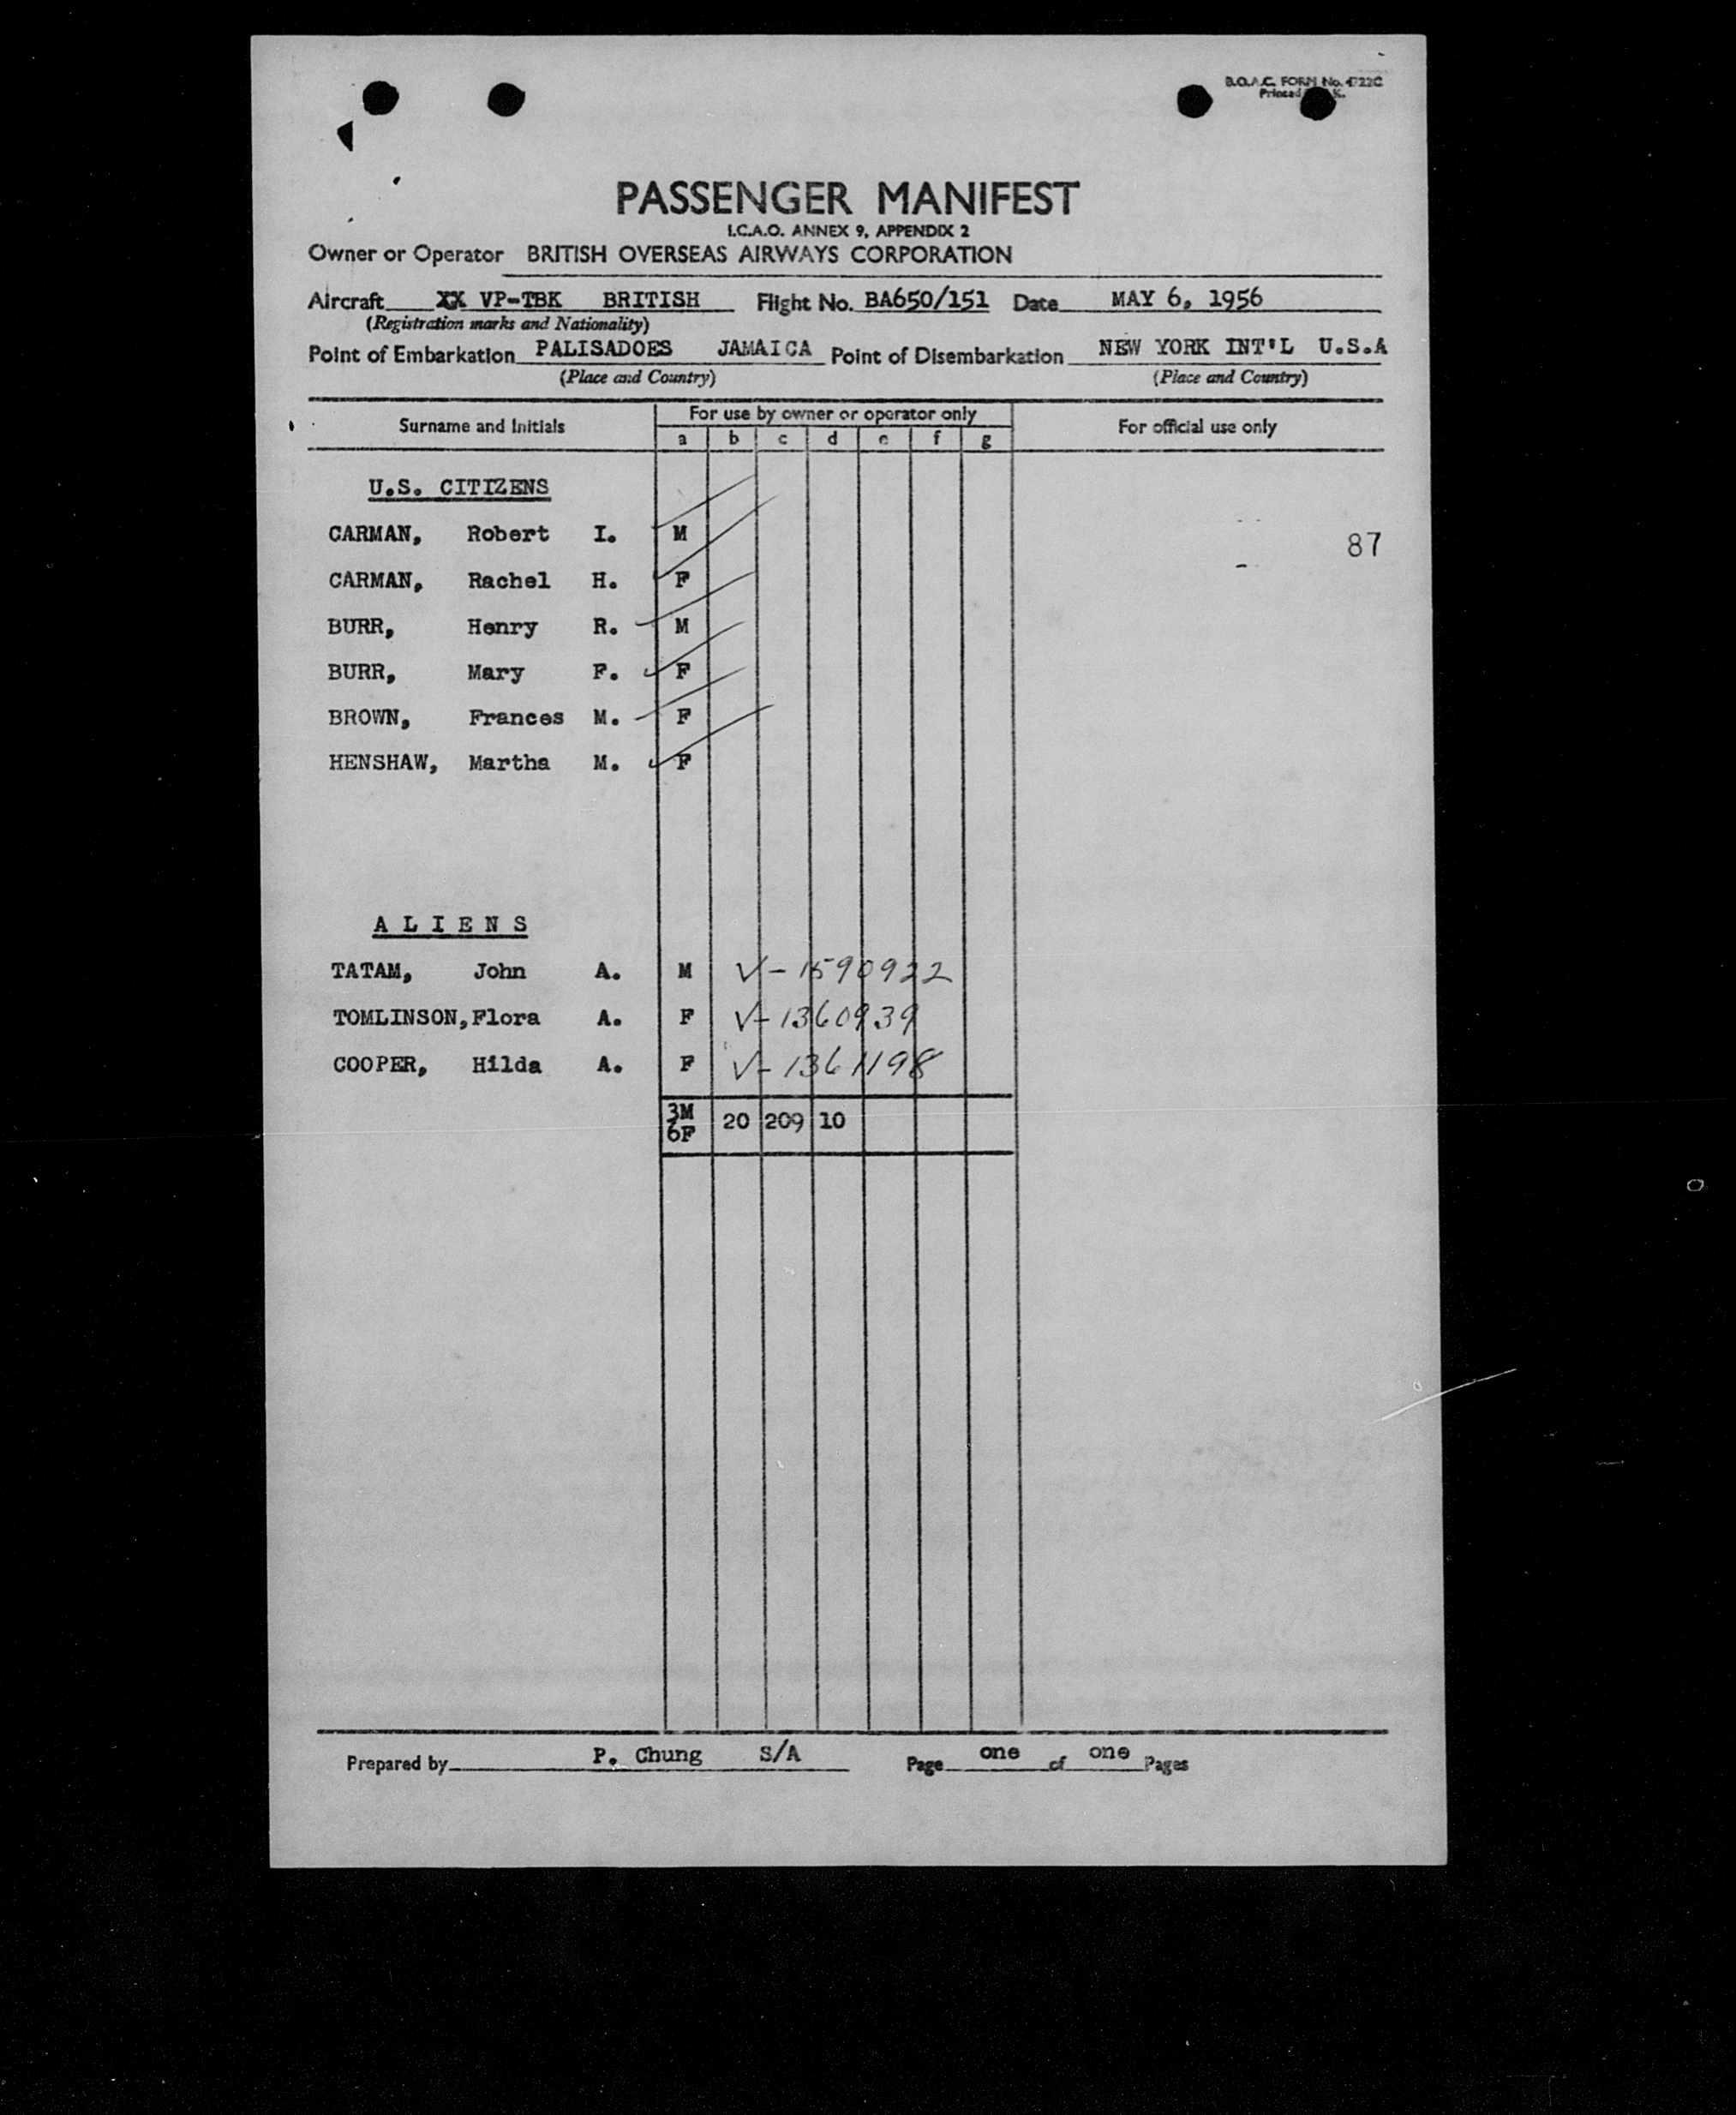 B.O.A.C. FORM No.
Printed
PASSENGER MANIFEST
I.C.A.O. ANNEX 9, APPENDIX 2
Owner or Operator BRITISH OVERSEAS AIRWAYS CORPORATION
Aircraft XX VP-TBK BRITISH Flight No. BA650/151 Date MAY 6, 1956
(Registration marks and Nationality)
Point of Embarkation PALISADOES JAMAICA Point of Disembarkation NEW YORK INT'L U.S.A
(Place and Country) (Place and Country)
Surname and Initials For use by owner or operator only For official use only
a b c d e f g
U.S. CITIZENS
CARMAN, Robert I. M
87
CARMAN, Rachel H. F
BURR, Henry R. M
BURR, Mary F. F
BROWN, Frances M. F
HENSHAW, Martha M. F
A L I E N S
TATAM, John A. M V-1590922
TOMLINSON, Flora A. F V-1360939
COOPER, Hilda A. F V-1361198
3M 20 209 10
6F
Prepared by P. Chung S/A Page one of one Pages